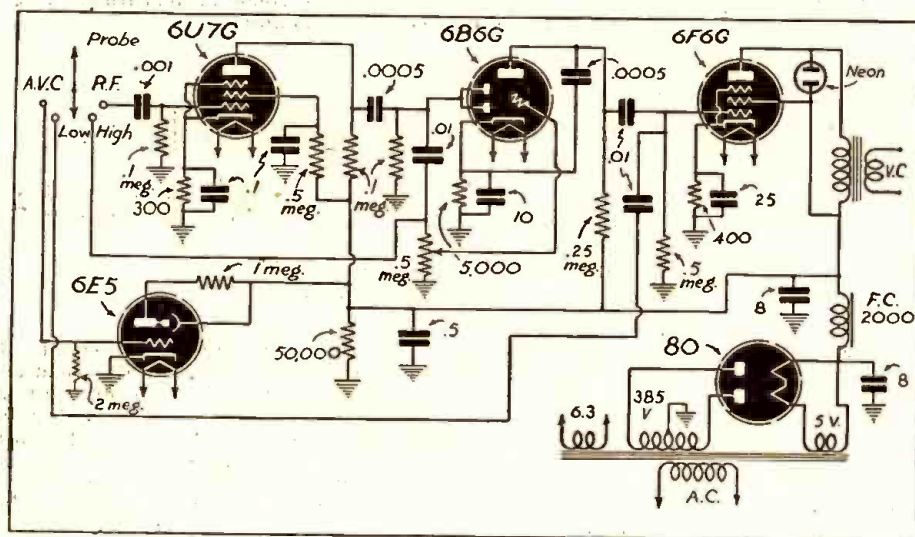 Probe
6U7G
6B6G
6F6G
A.V.C
R.F.
.001
.0005
.0005
Neon
Low
High
.1
meg.
300
.1
.5
meg.
.1
meg.
.01
10
.01
25
V.C
6E5
1 meg.
.5
meg.
5,000
.25
meg.
400
.5
meg.
2 meg.
50,000
.5
8
F.C.
2000
80
8
6.3
385
V
5 V.
A.C.